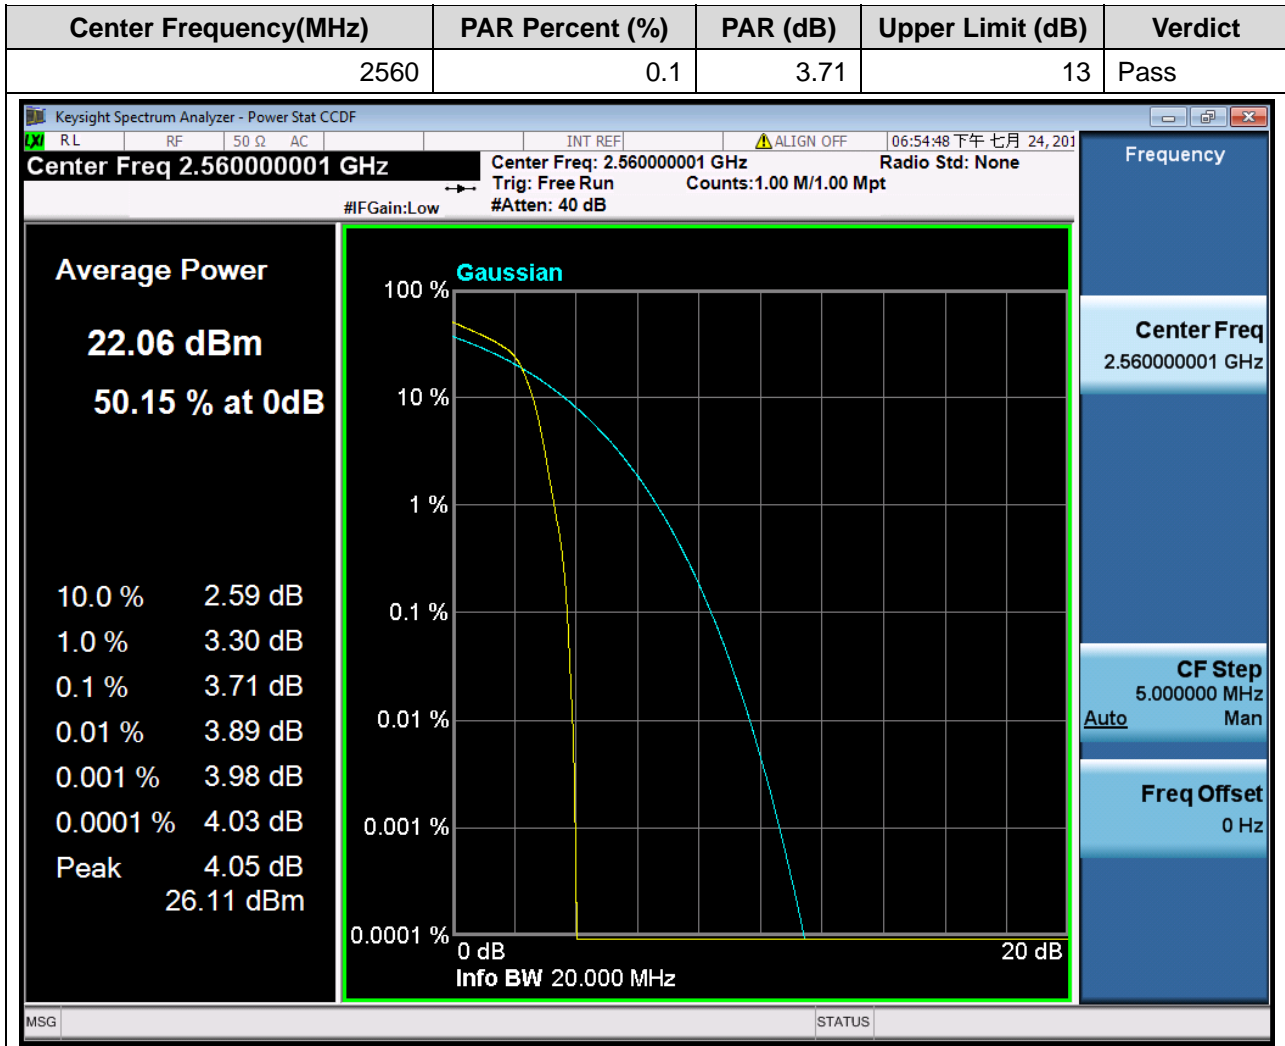 Center Frequency(MHz) PAR Percent (%) PAR (dB) Upper Limit (dB) Verdict
2560 0.1 3.71 13 Pass
Keysight Spectrum Analyzer - Power Stat CCDF
LXI RL RF 50 Ω AC INT REF ALIGN OFF 06:54:48 下午 七月 24, 201
Center Freq 2.560000001 GHz
Center Freq: 2.560000001 GHz Radio Std: None
Trig: Free Run Counts:1.00 M/1.00 Mpt
#IFGain:Low #Atten: 40 dB
Frequency
Average Power
22.06 dBm
50.15 % at 0dB
10.0 % 2.59 dB
1.0 % 3.30 dB
0.1 % 3.71 dB
0.01 % 3.89 dB
0.001 % 3.98 dB
0.0001 % 4.03 dB
Peak 4.05 dB
26.11 dBm
Gaussian
100 %
10 %
1 %
0.1 %
0.01 %
0.001 %
0.0001 %
0 dB 20 dB
Info BW 20.000 MHz
Center Freq
2.560000001 GHz
CF Step
5.000000 MHz
Auto Man
Freq Offset
0 Hz
MSG STATUS